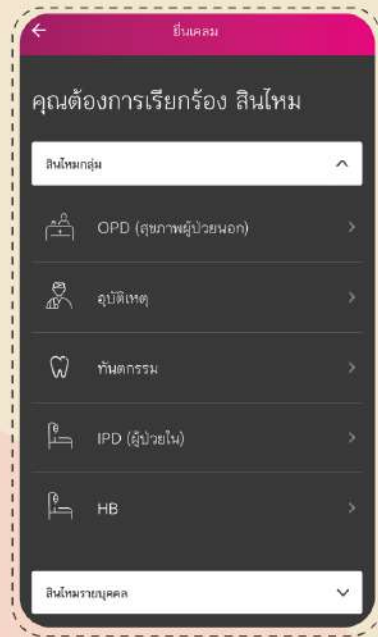 ยื่นเคลม
คุณต้องการเรียกร้อง สินไหม
สินไหมกลุ่ม
OPD (สุขภาพผู้ป่วยนอก)
อุบัติเหตุ
ทันตกรรม
IPD (ผู้ป่วยใน)
HB
สินไหมรายบุคคล